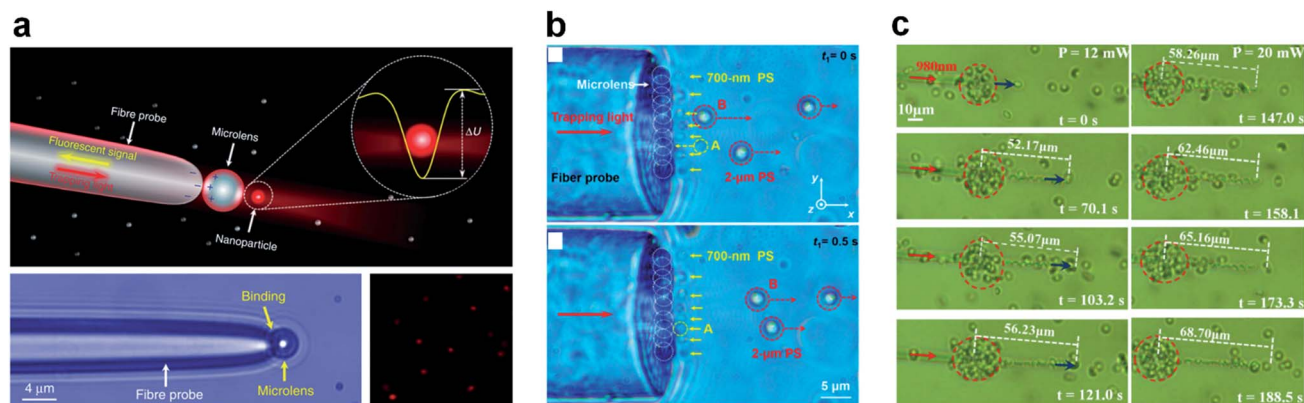 a
Fibre probe
Microlens
Fluorescent signal
Trapping light
ΔU
Nanoparticle
Binding
4 μm
Fibre probe
Microlens
b
t₁= 0 s
Microlens
700-nm PS
B
Trapping light
A
Fiber probe
2-μm PS
y
z
x
t₁= 0.5 s
700-nm PS
B
A
2-μm PS
5 μm
c
P = 12 mW
980nm
10μm
t = 0 s
52.17μm
t = 70.1 s
55.07μm
t = 103.2 s
56.23μm
t = 121.0 s
P = 20 mW
58.26μm
t = 147.0 s
62.46μm
t = 158.1
65.16μm
t = 173.3 s
68.70μm
t = 188.5 s